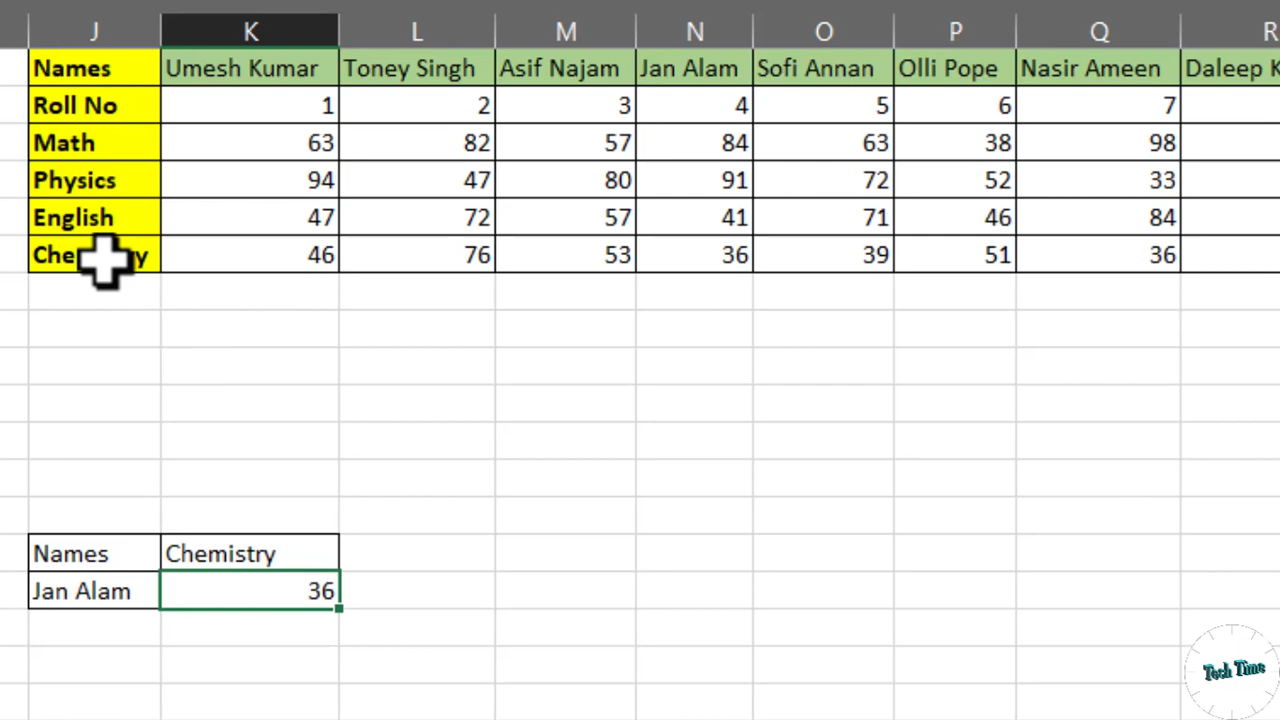 J K L M N O P Q R
Names Umesh Kumar Toney Singh Asif Najam Jan Alam Sofi Annan Olli Pope Nasir Ameen Daleep K
Roll No 1 2 3 4 5 6 7
Math 63 82 57 84 63 38 98
Physics 94 47 80 91 72 52 33
English 47 72 57 41 71 46 84
Chemistry 46 76 53 36 39 51 36
Names Chemistry
Jan Alam 36
Tech Time